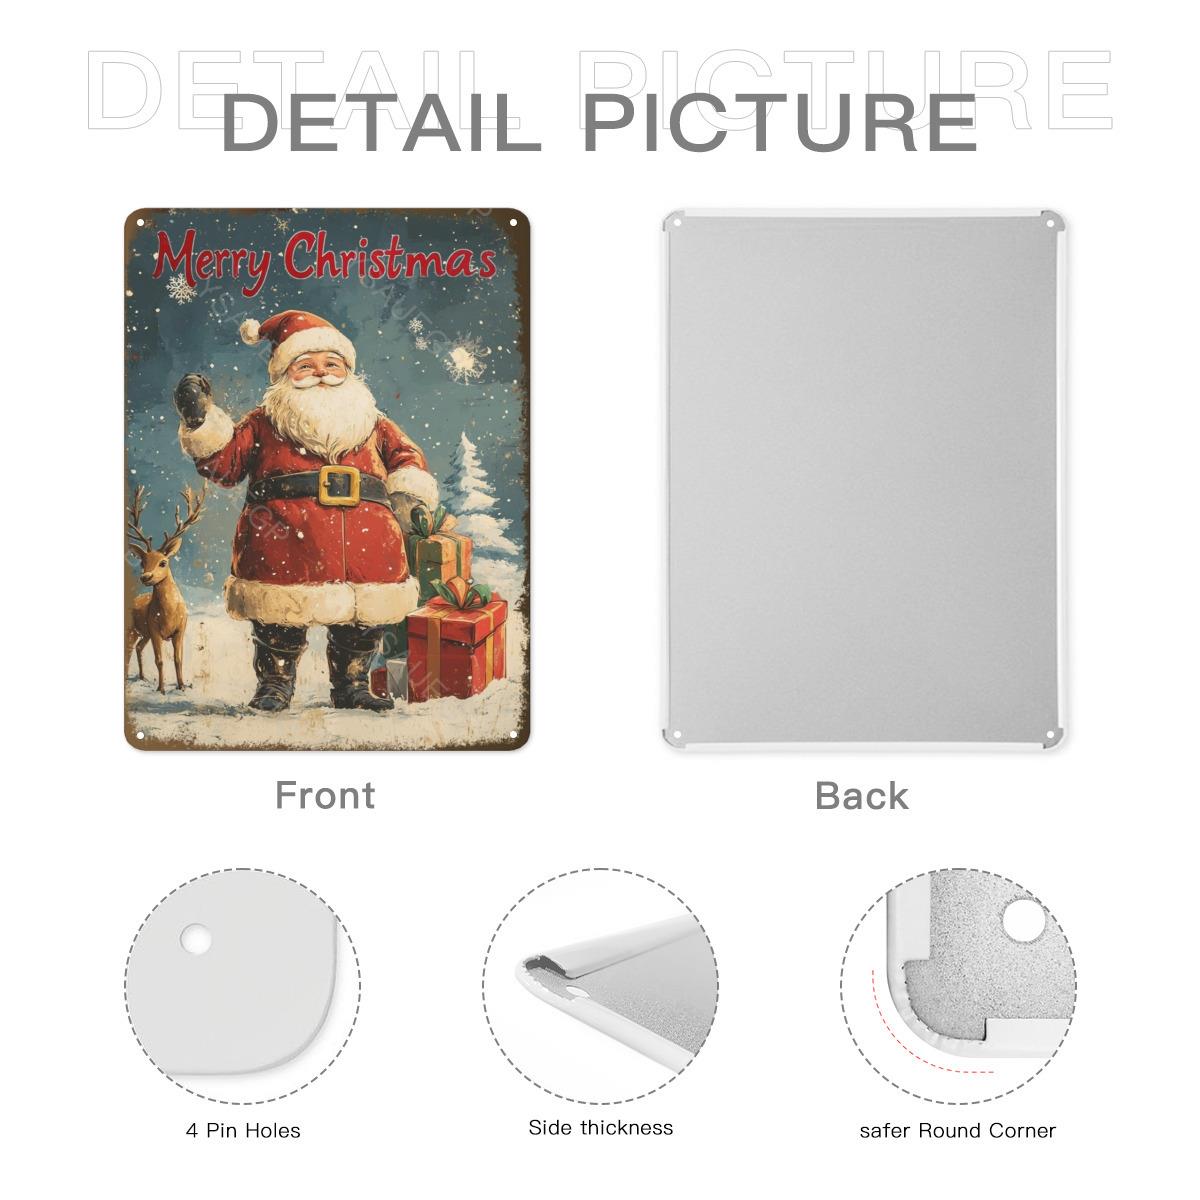 DETAIL PICTURE
DETAIL PICTURE
Merry Christmas
Front
Back
4 Pin Holes
Side thickness
safer Round Corner